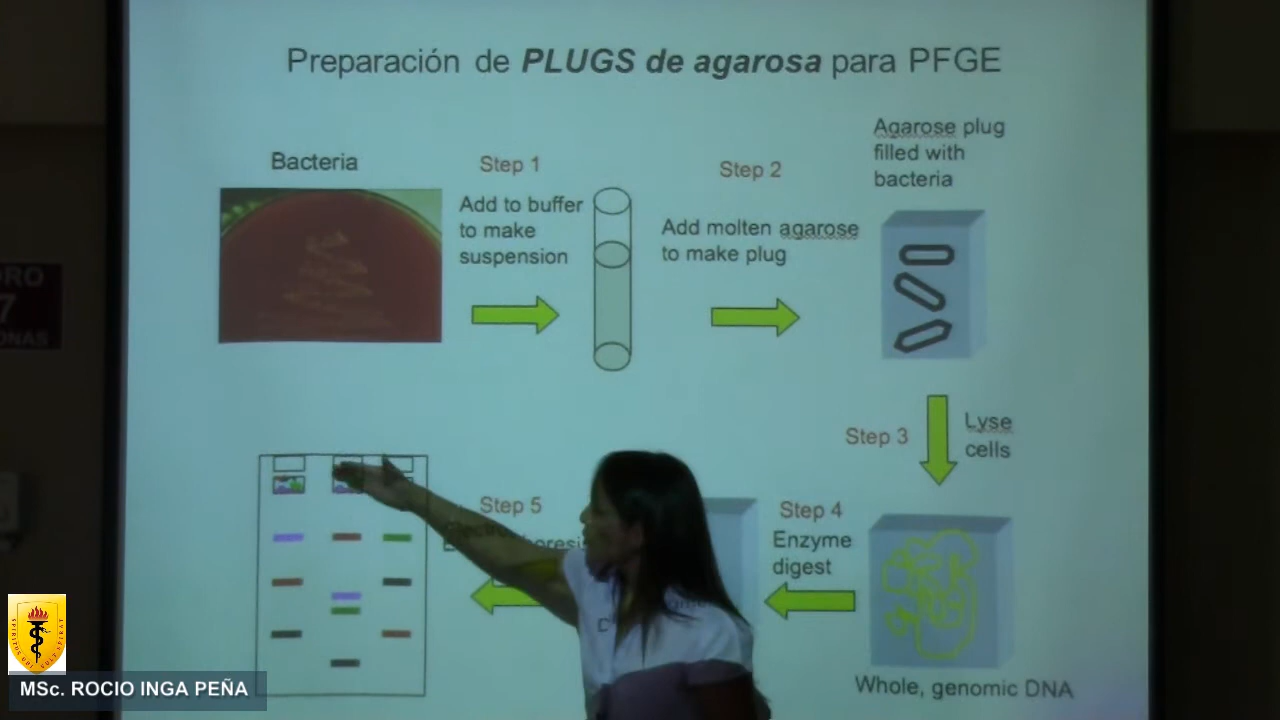 Preparación de PLUGS de agarosa para PFGE
Bacteria
Step 1
Add to buffer
to make
suspension
Step 2
Add molten agarose
to make plug
Agarose plug
filled with
bacteria
Step 3
Lyse
cells
Step 4
Enzyme
digest
Step 5
Whole, genomic DNA
7
MSc. ROCIO INGA PEÑA